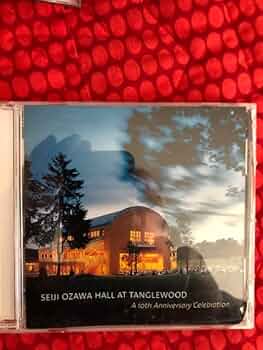 SEIJI OZAWA HALL AT TANGLEWOOD
A 10th Anniversary Celebration